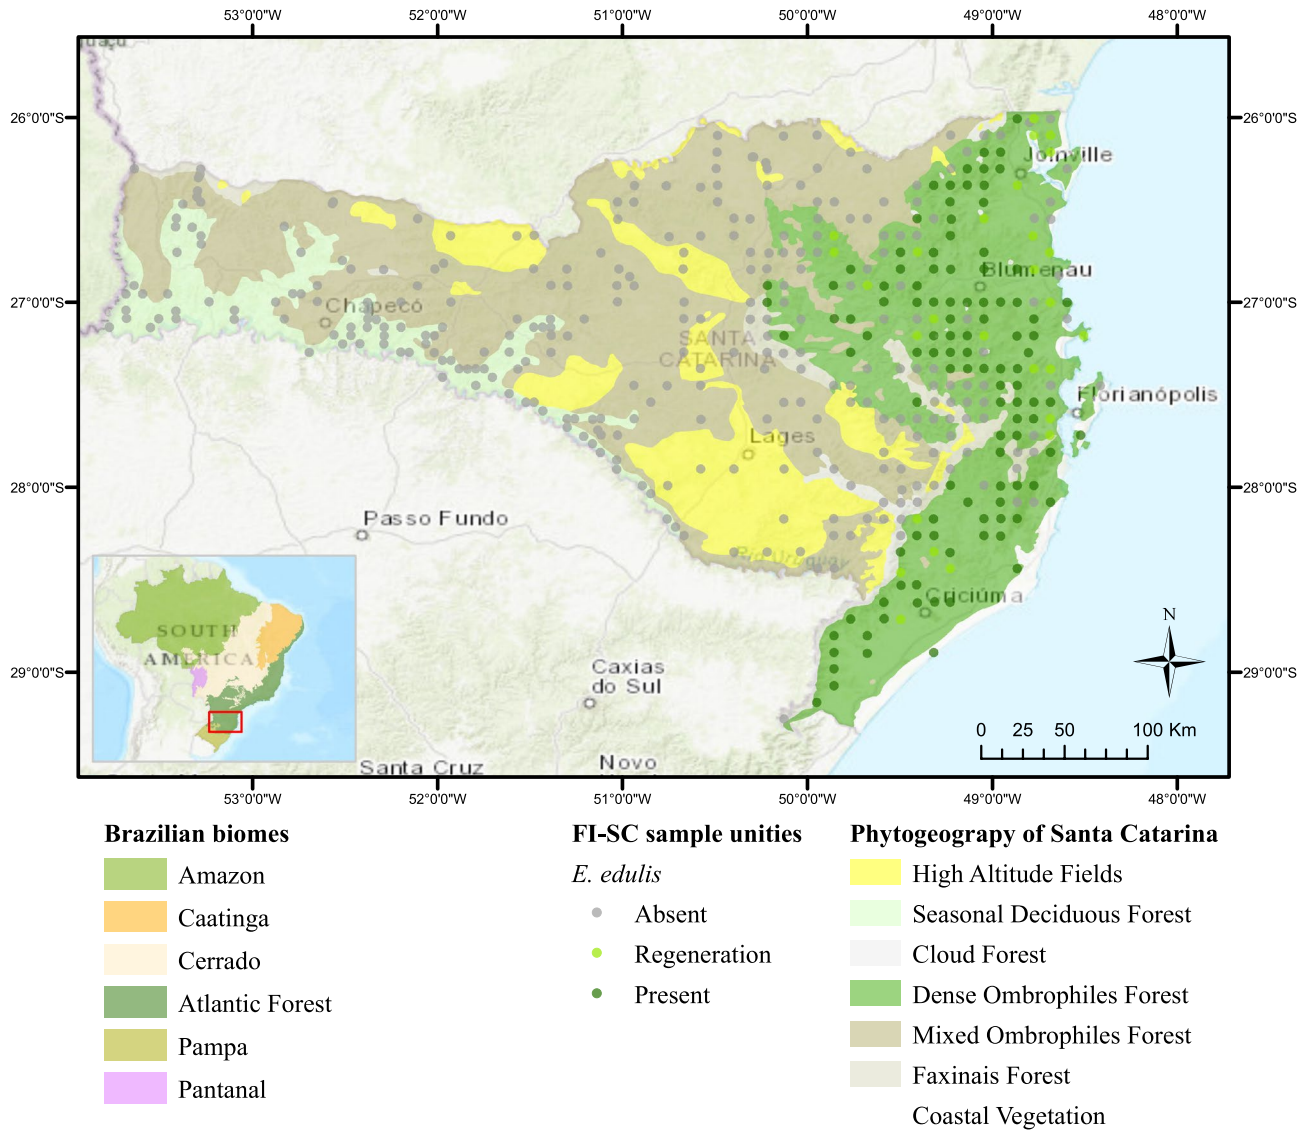 53°0'0"W 52°0'0"W 51°0'0"W 50°0'0"W 49°0'0"W 48°0'0"W
26°0'0"S 26°0'0"S
Joinville
Blumenau
27°0'0"S 27°0'0"S
Chapecó
SANTA
CATARINA
Florianópolis
Lages
28°0'0"S 28°0'0"S
Passo Fundo
Rio Uruguay
Criciúma
SOUTH
AMERICA
N
Caxias
do Sul
29°0'0"S 29°0'0"S
0 25 50 100 Km
Santa Cruz
Novo
53°0'0"W 52°0'0"W 51°0'0"W 50°0'0"W 49°0'0"W 48°0'0"W
Brazilian biomes
Amazon
Caatinga
Cerrado
Atlantic Forest
Pampa
Pantanal
FI-SC sample unities
E. edulis
Absent
Regeneration
Present
Phytogeograpy of Santa Catarina
High Altitude Fields
Seasonal Deciduous Forest
Cloud Forest
Dense Ombrophiles Forest
Mixed Ombrophiles Forest
Faxinais Forest
Coastal Vegetation